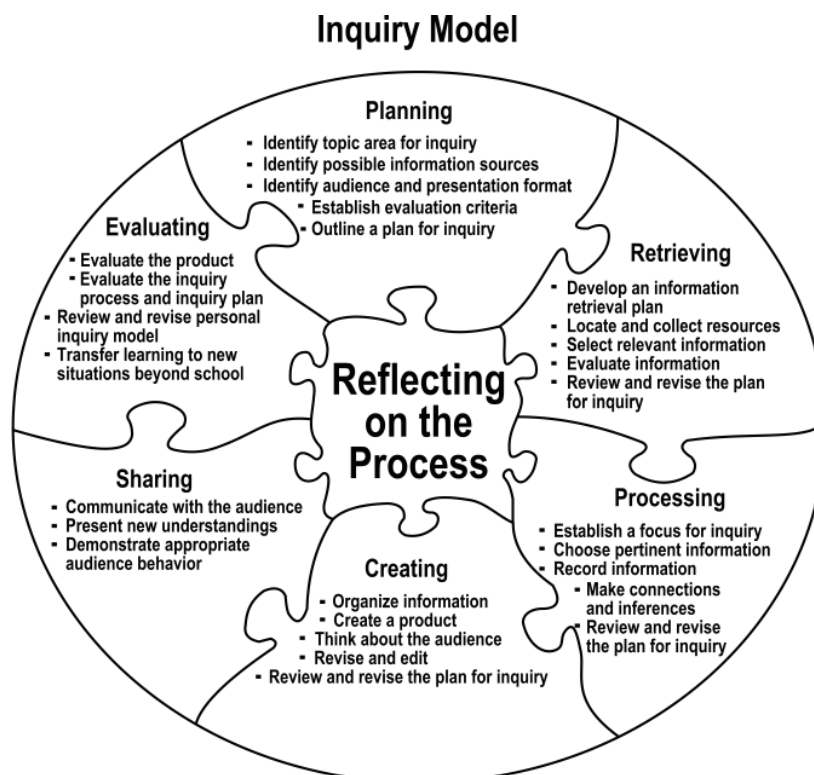 Inquiry Model
Planning
- Identify topic area for inquiry
- Identify possible information sources
- Identify audience and presentation format
- Establish evaluation criteria
- Outline a plan for inquiry
Retrieving
- Develop an information
retrieval plan
- Locate and collect resources
- Select relevant information
- Evaluate information
- Review and revise the plan
for inquiry
Processing
- Establish a focus for inquiry
- Choose pertinent information
- Record information
- Make connections
and inferences
- Review and revise
the plan for inquiry
Creating
- Organize information
- Create a product
- Think about the audience
- Revise and edit
- Review and revise the plan for inquiry
Sharing
- Communicate with the audience
- Present new understandings
- Demonstrate appropriate
audience behavior
Evaluating
- Evaluate the product
- Evaluate the inquiry
process and inquiry plan
- Review and revise personal
inquiry model
- Transfer learning to new
situations beyond school
Reflecting
on the
Process